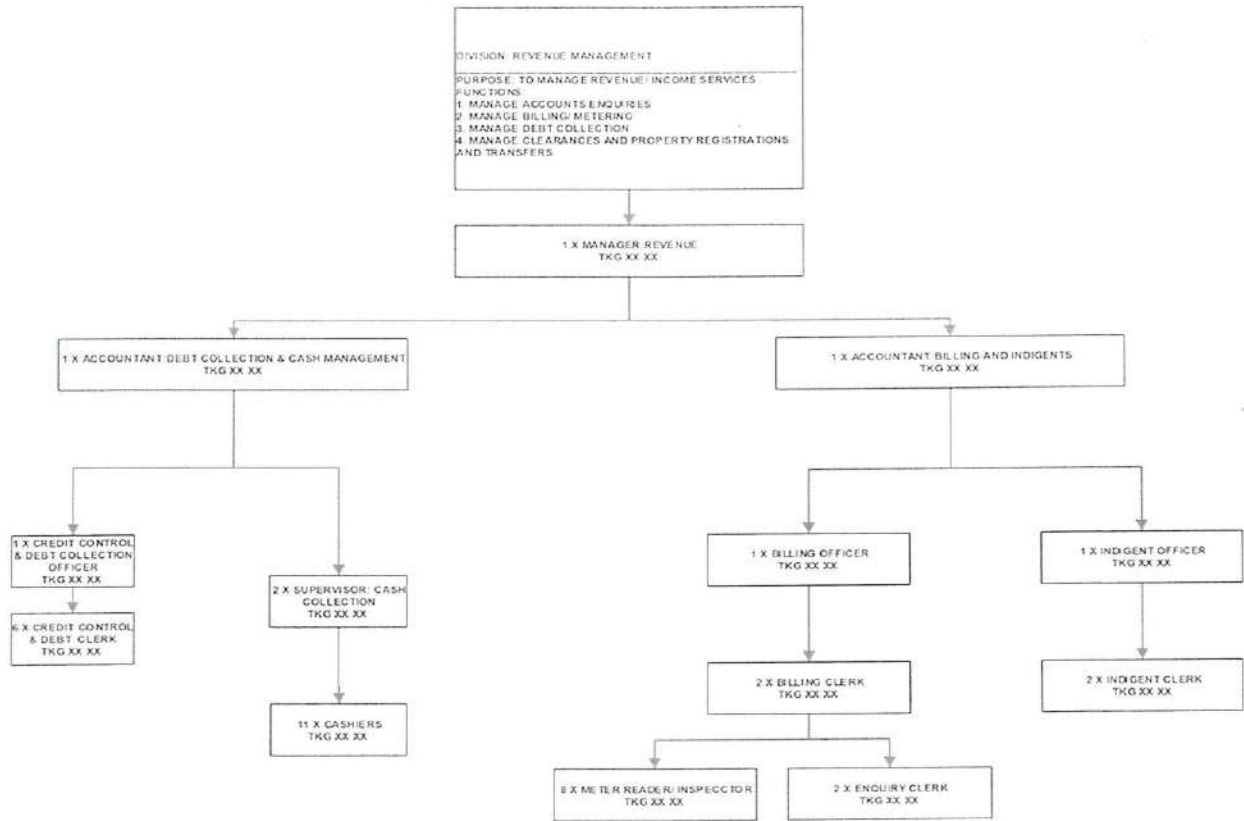 DIVISION: REVENUE MANAGEMENT
PURPOSE: TO MANAGE REVENUE/ INCOME SERVICES
FUNCTIONS
1. MANAGE ACCOUNTS ENQUIRIES
2. MANAGE BILLING/ METERING
3. MANAGE DEBT COLLECTION
4. MANAGE CLEARANCES AND PROPERTY REGISTRATIONS
AND TRANSFERS
1 X MANAGER:REVENUE
TKG XX XX
1 X ACCOUNTANT:DEBT COLLECTION & CASH MANAGEMENT
TKG XX XX
1 X ACCOUNTANT BILLING AND INDIGENTS
TKG XX XX
1 X CREDIT CONTROL
& DEBT COLLECTION
OFFICER
TKG XX XX
6 X CREDIT CONTROL
& DEBT CLERK
TKG XX XX
2 X SUPERVISOR: CASH
COLLECTION
TKG XX XX
11 X CASHIERS
TKG XX XX
1 X BILLING OFFICER
TKG XX XX
1 X INDIGENT OFFICER
TKG XX XX
2 X BILLING CLERK
TKG XX XX
2 X INDIGENT CLERK
TKG XX XX
8 X METER READER/ INSPECCTOR
TKG XX XX
2 X ENQUIRY CLERK
TKG XX XX